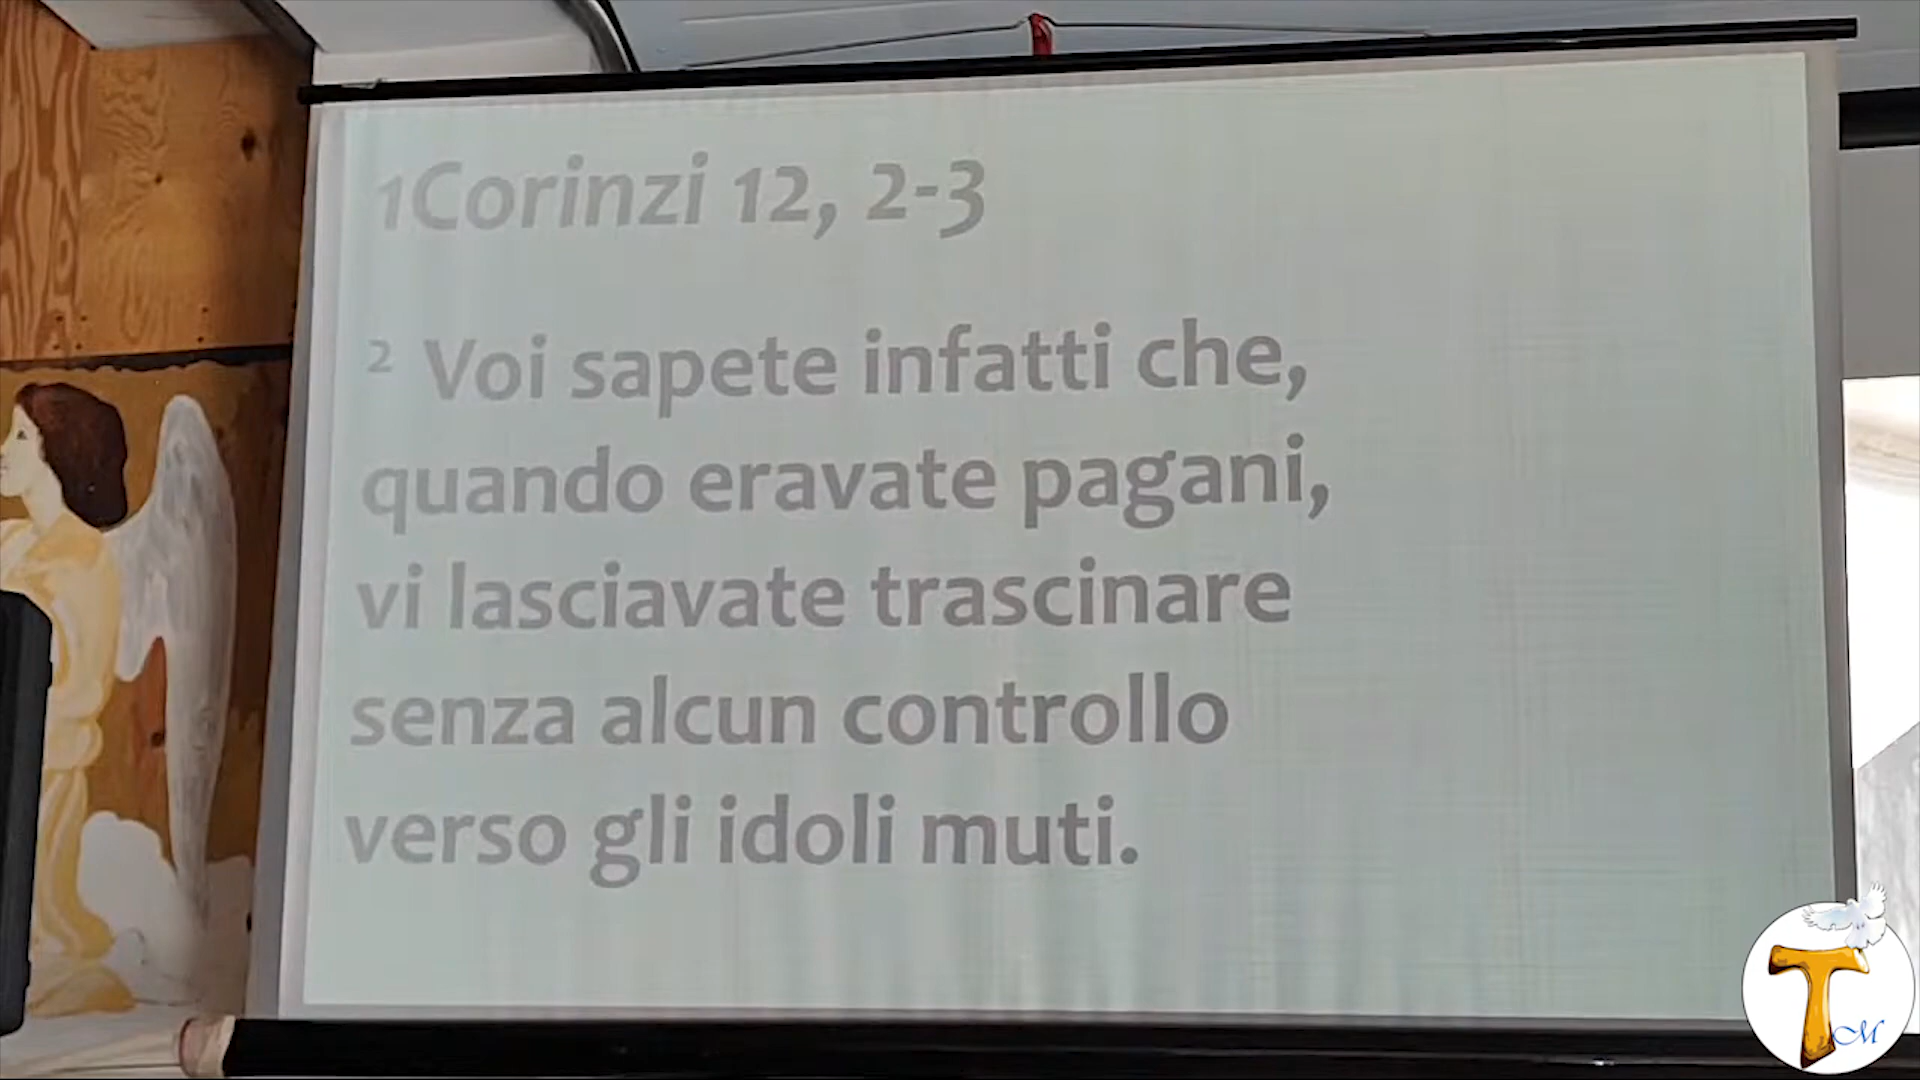 1Corinzi 12, 2-3
2 Voi sapete infatti che,
quando eravate pagani,
vi lasciavate trascinare
senza alcun controllo
verso gli idoli muti.
M